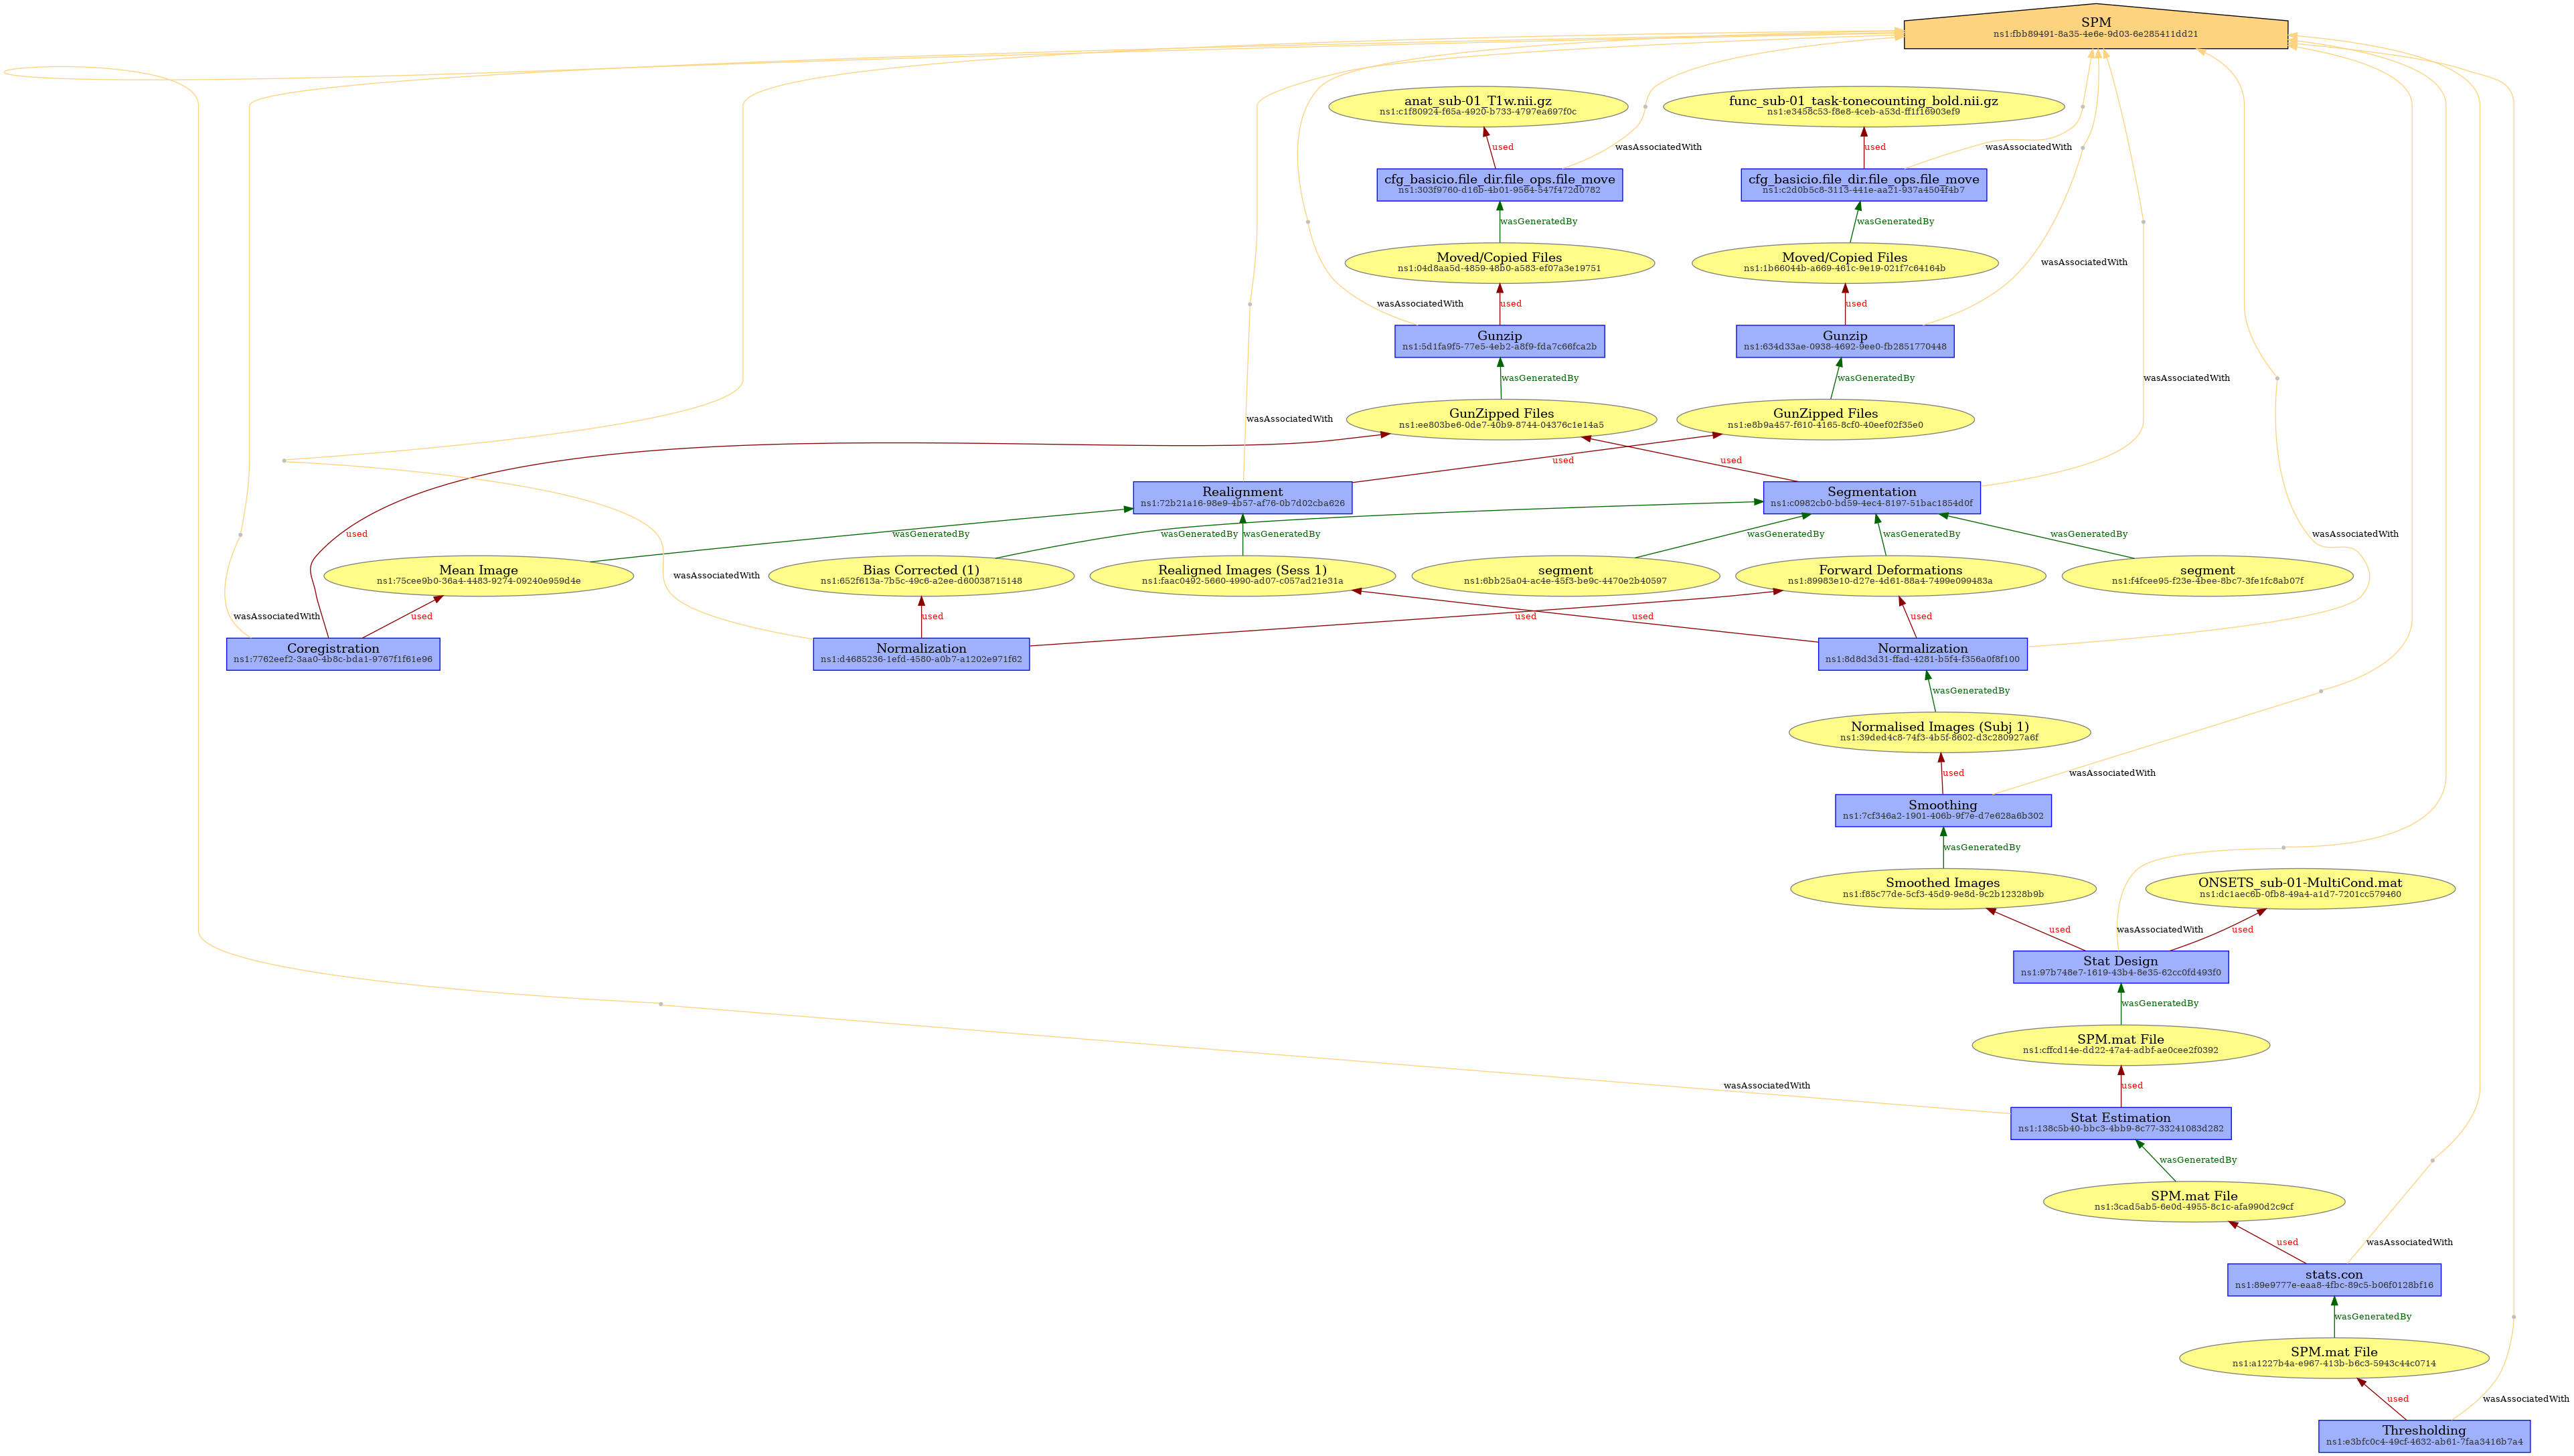 SPM
ns1:fbb89491-8a35-4e6e-9d03-6e285411dd21
anat_sub-01_T1w.nii.gz
ns1:c1f80924-f65a-4920-b733-4797ea697f0c
func_sub-01_task-tonecounting_bold.nii.gz
ns1:e3458c53-f8e8-4ceb-a53d-ff1f16903ef9
used
wasAssociatedWith
used
wasAssociatedWith
cfg_basicio.file_dir.file_ops.file_move
ns1:303f9760-d16b-4b01-9564-547f472d0782
cfg_basicio.file_dir.file_ops.file_move
ns1:c2d0b5c8-3113-441e-aa21-937a4504f4b7
wasGeneratedBy
wasGeneratedBy
Moved/Copied Files
ns1:04d8aa5d-4859-48b0-a583-ef07a3e19751
Moved/Copied Files
ns1:1b66044b-a669-461c-9e19-021f7c64164b
wasAssociatedWith
wasAssociatedWith
used
used
Gunzip
ns1:5d1fa9f5-77e5-4eb2-a8f9-fda7c66fca2b
Gunzip
ns1:634d33ae-0938-4692-9ee0-fb2851770448
wasGeneratedBy
wasGeneratedBy
wasAssociatedWith
wasAssociatedWith
GunZipped Files
ns1:ee803be6-0de7-40b9-8744-04376c1e14a5
GunZipped Files
ns1:e8b9a457-f610-4165-8cf0-40eef02f35e0
used
used
Realignment
ns1:72b21a16-98e9-4b57-af76-0b7d02cba626
Segmentation
ns1:c0982cb0-bd59-4ec4-8197-51bac1854d0f
used
wasGeneratedBy
wasGeneratedBy
wasGeneratedBy
wasGeneratedBy
wasGeneratedBy
wasGeneratedBy
wasAssociatedWith
Mean Image
ns1:75cee9b0-36a4-4483-9274-09240e959d4e
wasAssociatedWith
Bias Corrected (1)
ns1:652f613a-7b5c-49c6-a2ee-d60038715148
Realigned Images (Sess 1)
ns1:faac0492-5660-4990-ad07-c057ad21e31a
segment
ns1:6bb25a04-ac4e-45f3-be9c-4470e2b40597
Forward Deformations
ns1:89983e10-d27e-4d61-88a4-7499e099483a
segment
ns1:f4fcee95-f23e-4bee-8bc7-3fe1fc8ab07f
wasAssociatedWith
used
used
used
used
used
Coregistration
ns1:7762eef2-3aa0-4b8c-bda1-9767f1f61e96
Normalization
ns1:d4685236-1efd-4580-a0b7-a1202e971f62
Normalization
ns1:8d8d3d31-ffad-4281-b5f4-f356a0f8f100
wasGeneratedBy
Normalised Images (Subj 1)
ns1:39ded4c8-74f3-4b5f-8602-d3c280927a6f
used
wasAssociatedWith
Smoothing
ns1:7cf346a2-1901-406b-9f7e-d7e628a6b302
wasGeneratedBy
Smoothed Images
ns1:f85c77de-5cf3-45d9-9e8d-9c2b12328b9b
ONSETS_sub-01-MultiCond.mat
ns1:dc1aec6b-0fb8-49a4-a1d7-7201cc579460
used
wasAssociatedWith
used
Stat Design
ns1:97b748e7-1619-43b4-8e35-62cc0fd493f0
wasGeneratedBy
SPM.mat File
ns1:cffcd14e-dd22-47a4-adbf-ae0cee2f0392
wasAssociatedWith
used
Stat Estimation
ns1:138c5b40-bbc3-4bb9-8c77-33241083d282
wasGeneratedBy
SPM.mat File
ns1:3cad5ab5-6e0d-4955-8c1c-afa990d2c9cf
used
wasAssociatedWith
stats.con
ns1:89e9777e-eaa8-4fbc-89c5-b06f0128bf16
wasGeneratedBy
SPM.mat File
ns1:a1227b4a-e967-413b-b6c3-5943c44c0714
used
wasAssociatedWith
Thresholding
ns1:e3bfc0c4-49cf-4632-ab61-7faa3416b7a4